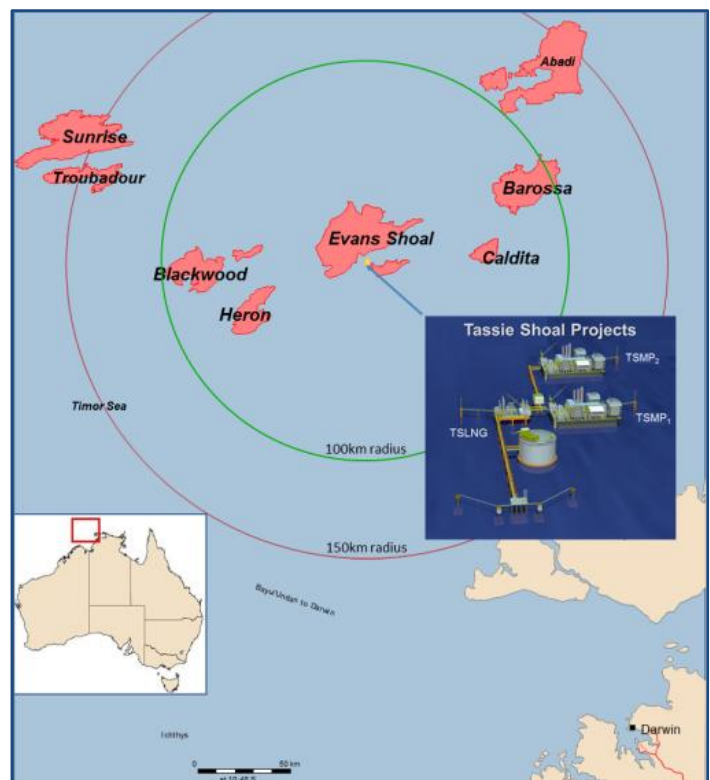 Abadi
Sunrise
Troubadour
Barossa
Evans Shoal
Caldita
Blackwood
Heron
Tassie Shoal Projects
TSMP2
TSLNG
TSMP1
Timor Sea
100km radius
150km radius
Bayu/Undan to Darwin
Ichthys
Darwin
0 50 km